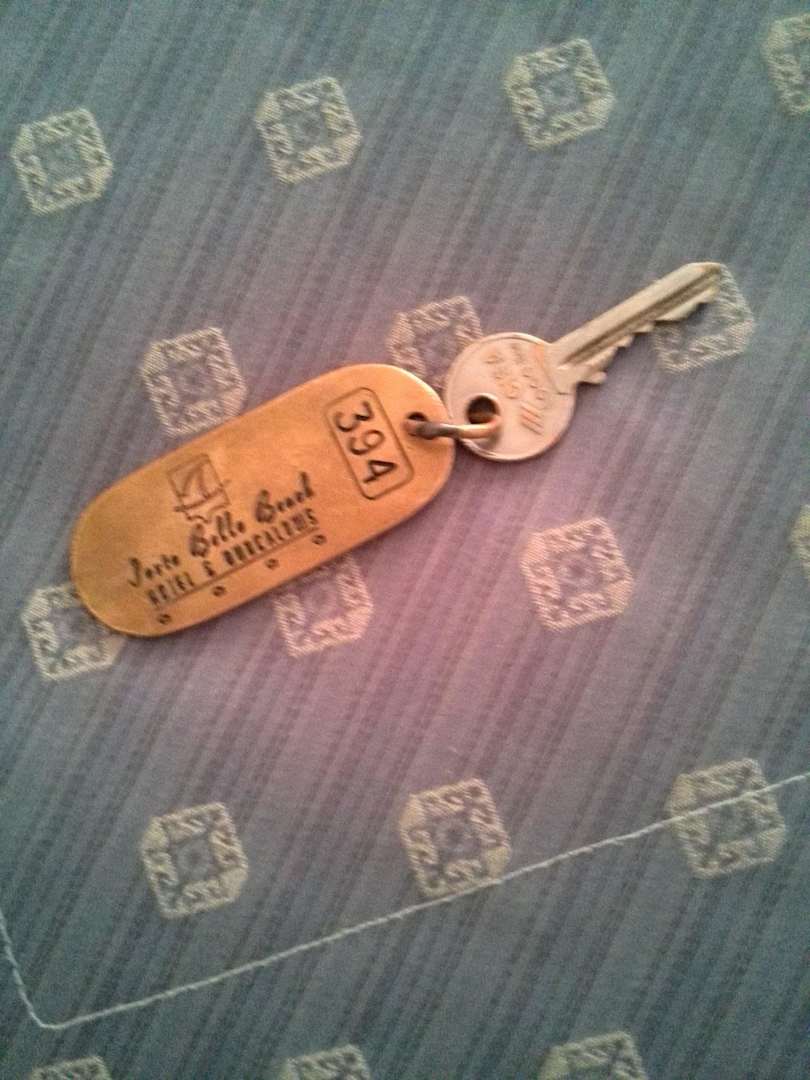 394
Porto Bello Beach
HOTEL & BUNGALOWS